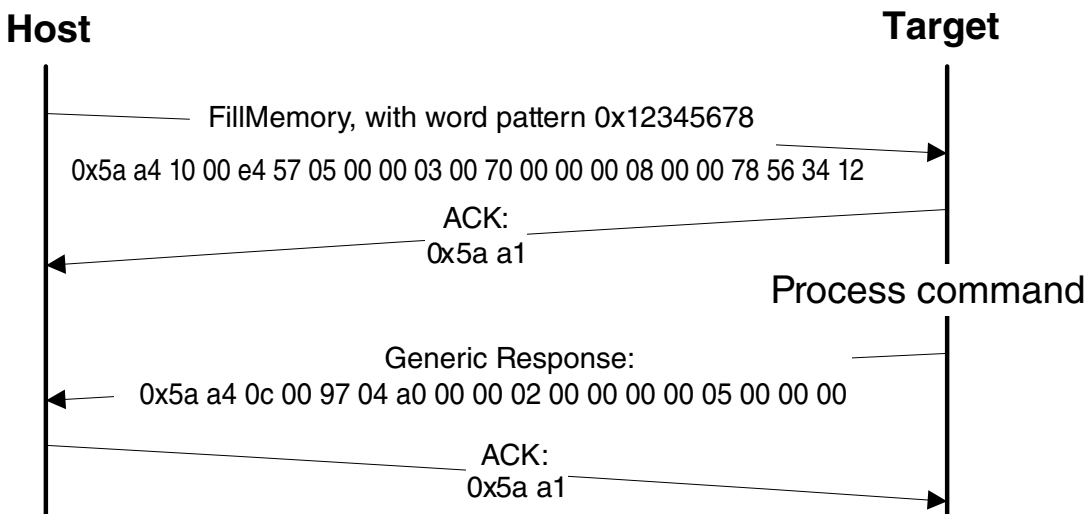 Host
Target
FillMemory, with word pattern 0x12345678
0x5a a4 10 00 e4 57 05 00 00 03 00 70 00 00 00 08 00 00 78 56 34 12
ACK:
0x5a a1
Process command
Generic Response:
0x5a a4 0c 00 97 04 a0 00 00 02 00 00 00 00 05 00 00 00
ACK:
0x5a a1